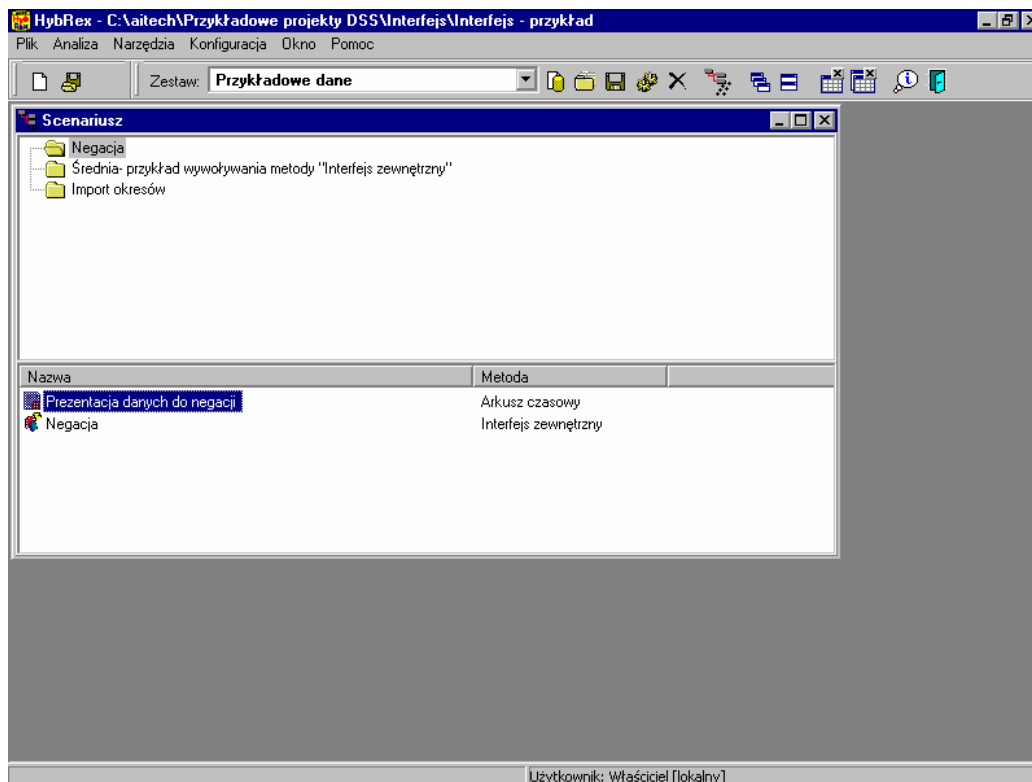 HybRex - C:\aitech\Przykładowe projekty DSS\Interfejs\Interfejs - przykład
Plik Analiza Narzędzia Konfiguracja Okno Pomoc
Zestaw: Przykładowe dane
Scenariusz
Negacja
Średnia- przykład wywoływania metody "Interfejs zewnętrzny"
Import okresów
Nazwa Metoda
Prezentacja danych do negacji Arkusz czasowy
Negacja Interfejs zewnętrzny
Użytkownik: Właściciel [lokalny]